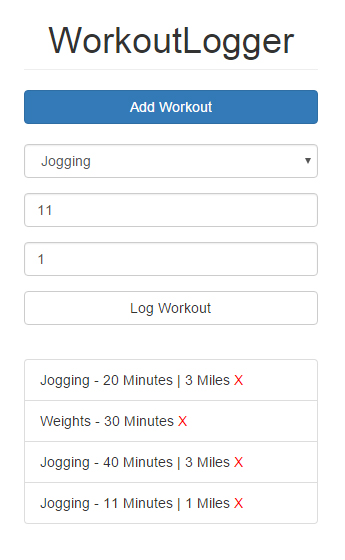 WorkoutLogger
Add Workout
Jogging
11
1
Log Workout
Jogging - 20 Minutes | 3 Miles X
Weights - 30 Minutes X
Jogging - 40 Minutes | 3 Miles X
Jogging - 11 Minutes | 1 Miles X